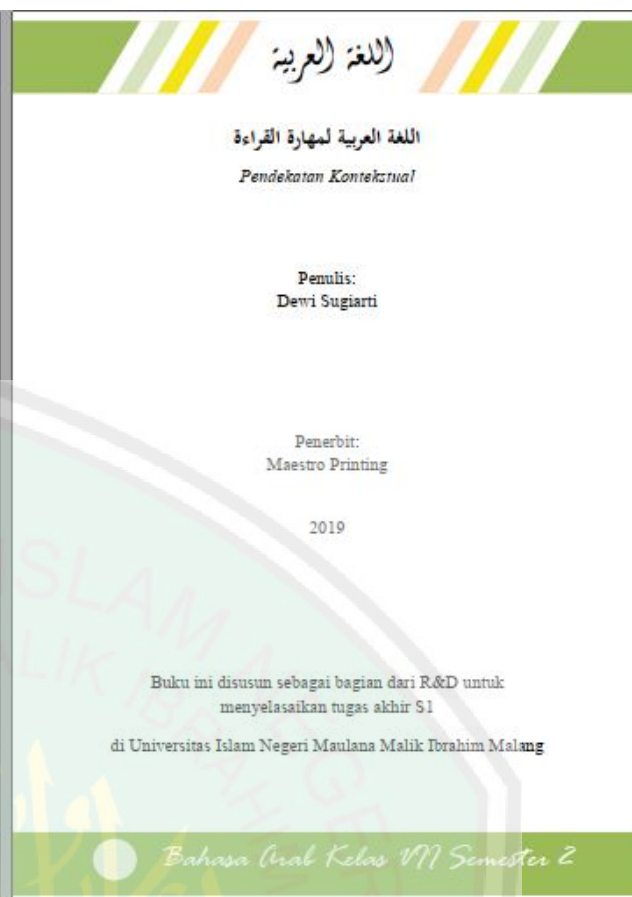 اللغة العربية
اللغة العربية لمهارة القراءة
Pendekatan Kontekstual
Penulis:
Dewi Sugiarti
Penerbit:
Maestro Printing
2019
Buku ini disusun sebagai bagian dari R&D untuk
menyelasaikan tugas akhir S1
di Universitas Islam Negeri Maulana Malik Ibrahim Malang
Bahasa Arab Kelas VII Semester 2